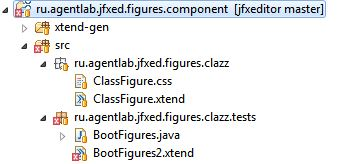 ru.agentlab.jfxed.figures.component [jfxeditor master]
xtend-gen
src
ru.agentlab.jfxed.figures.clazz
ClassFigure.css
ClassFigure.xtend
ru.agentlab.jfxed.figures.clazz.tests
BootFigures.java
BootFigures2.xtend